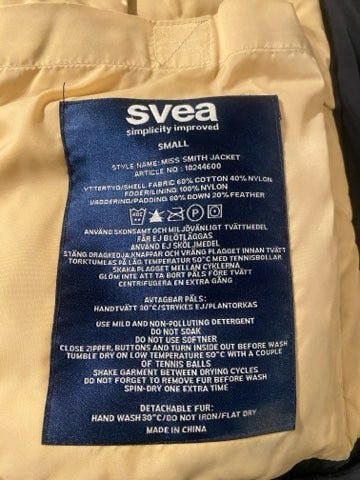 svea
simplicity improved
SMALL
STYLE NAME: MISS SMITH JACKET
ARTICLE NO : 10244600
YTTERTYG/SHELL FABRIC 60% COTTON 40% NYLON
FODER/LINING 100% NYLON
VADDERING/PADDING 80% DOWN 20% FEATHER
ANVÄND SKONSAMT OCH MILJÖVÄNLIGT TVÄTTMEDEL
FÅR EJ BLÖTLÄGGAS
ANVÄND EJ SKÖLJMEDEL
STÄNG DRAGKEDJA, KNAPPAR OCH VRÄNG PLAGGET INNAN TVÄTT
TORKTUMLAS PÅ LÅG TEMPERATUR 50°C MED TENNISBOLLAR
SKAKA PLAGGET MELLAN CYKLERNA
GLÖM INTE ATT TA BORT PÄLS FÖRE TVÄTT
CENTRIFUGERA EN EXTRA GÅNG
AVTAGBAR PÄLS:
HANDTVÄTT 30°C/STRYKES EJ/PLANTORKAS
USE MILD AND NON-POLLUTING DETERGENT
DO NOT SOAK
DO NOT USE SOFTNER
CLOSE ZIPPER, BUTTONS AND TURN INSIDE OUT BEFORE WASH
TUMBLE DRY ON LOW TEMPERATURE 50°C WITH A COUPLE
OF TENNIS BALLS
SHAKE GARMENT BETWEEN DRYING CYCLES
DO NOT FORGET TO REMOVE FUR BEFORE WASH
SPIN-DRY ONE EXTRA TIME
DETACHABLE FUR:
HAND WASH 30°C/DO NOT IRON/FLAT DRY
MADE IN CHINA